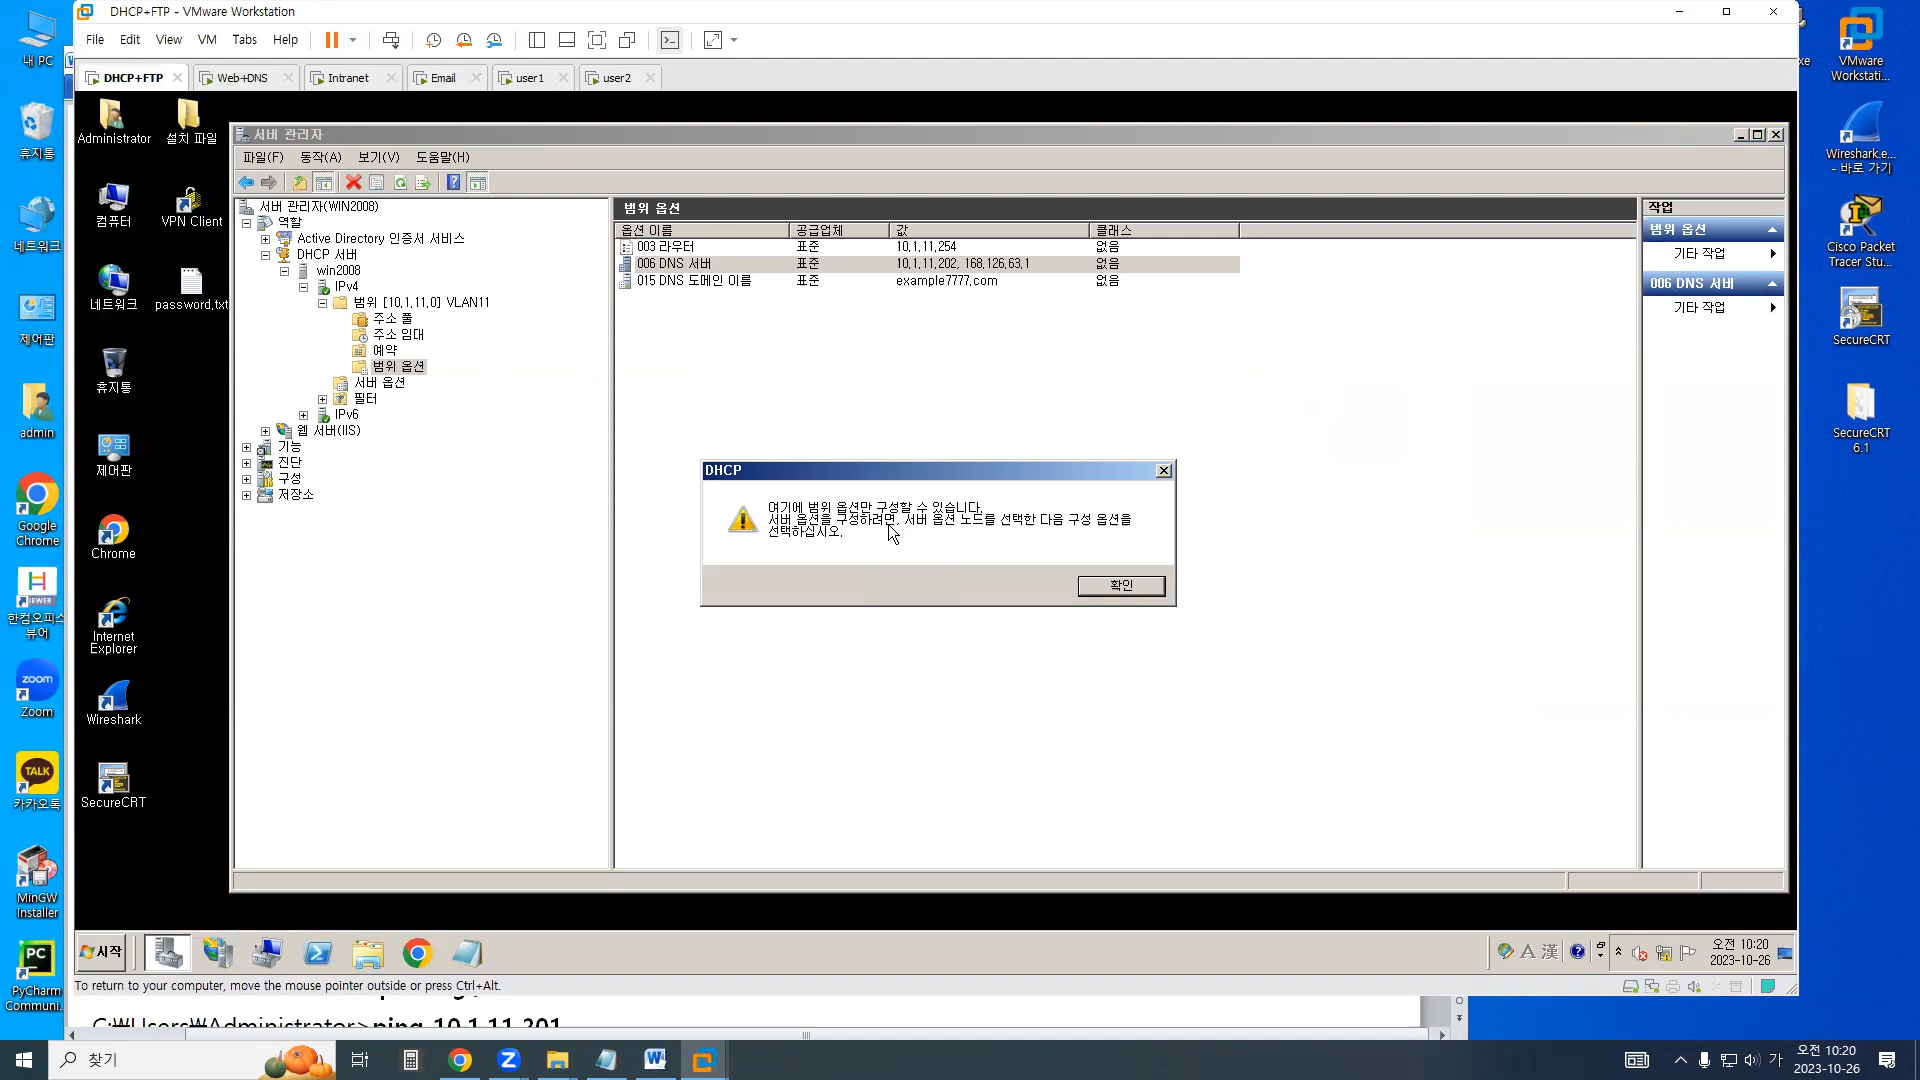 DHCP+FTP - VMware Workstation
File Edit View VM Tabs Help
DHCP+FTP Web+DNS Intranet Email user1 user2
내 PC
휴지통
네트워크
제어판
admin
Google
Chrome
한컴오피스
뷰어
Zoom
카카오톡
MinGW
Installer
PyCharm
Communi...
Administrator
설치 파일
컴퓨터
VPN Client
네트워크
password.txt
휴지통
제어판
Chrome
Internet
Explorer
Wireshark
SecureCRT
서버 관리자
파일(F) 동작(A) 보기(V) 도움말(H)
서버 관리자(WIN2008)
역할
Active Directory 인증서 서비스
DHCP 서버
win2008
IPv4
범위 [10.1.11.0] VLAN11
주소 풀
주소 임대
예약
범위 옵션
서버 옵션
필터
IPv6
웹 서버(IIS)
기능
진단
구성
저장소
범위 옵션
옵션 이름 공급업체 값 클래스
003 라우터 표준 10.1.11.254 없음
006 DNS 서버 표준 10.1.11.202, 168.126.63.1 없음
015 DNS 도메인 이름 표준 example7777.com 없음
작업
범위 옵션
기타 작업
006 DNS 서버
기타 작업
DHCP
여기에 범위 옵션만 구성할 수 있습니다.
서버 옵션을 구성하려면, 서버 옵션 노드를 선택한 다음 구성 옵션을
선택하십시오.
확인
시작
A 漢
오전 10:20
2023-10-26
To return to your computer, move the mouse pointer outside or press Ctrl+Alt.
C:₩Users₩Administrator>ping 10.1.11.201
VMware
Workstati...
Wireshark.e...
- 바로 가기
Cisco Packet
Tracer Stu...
SecureCRT
SecureCRT
6.1
찾기
가
오전 10:20
2023-10-26